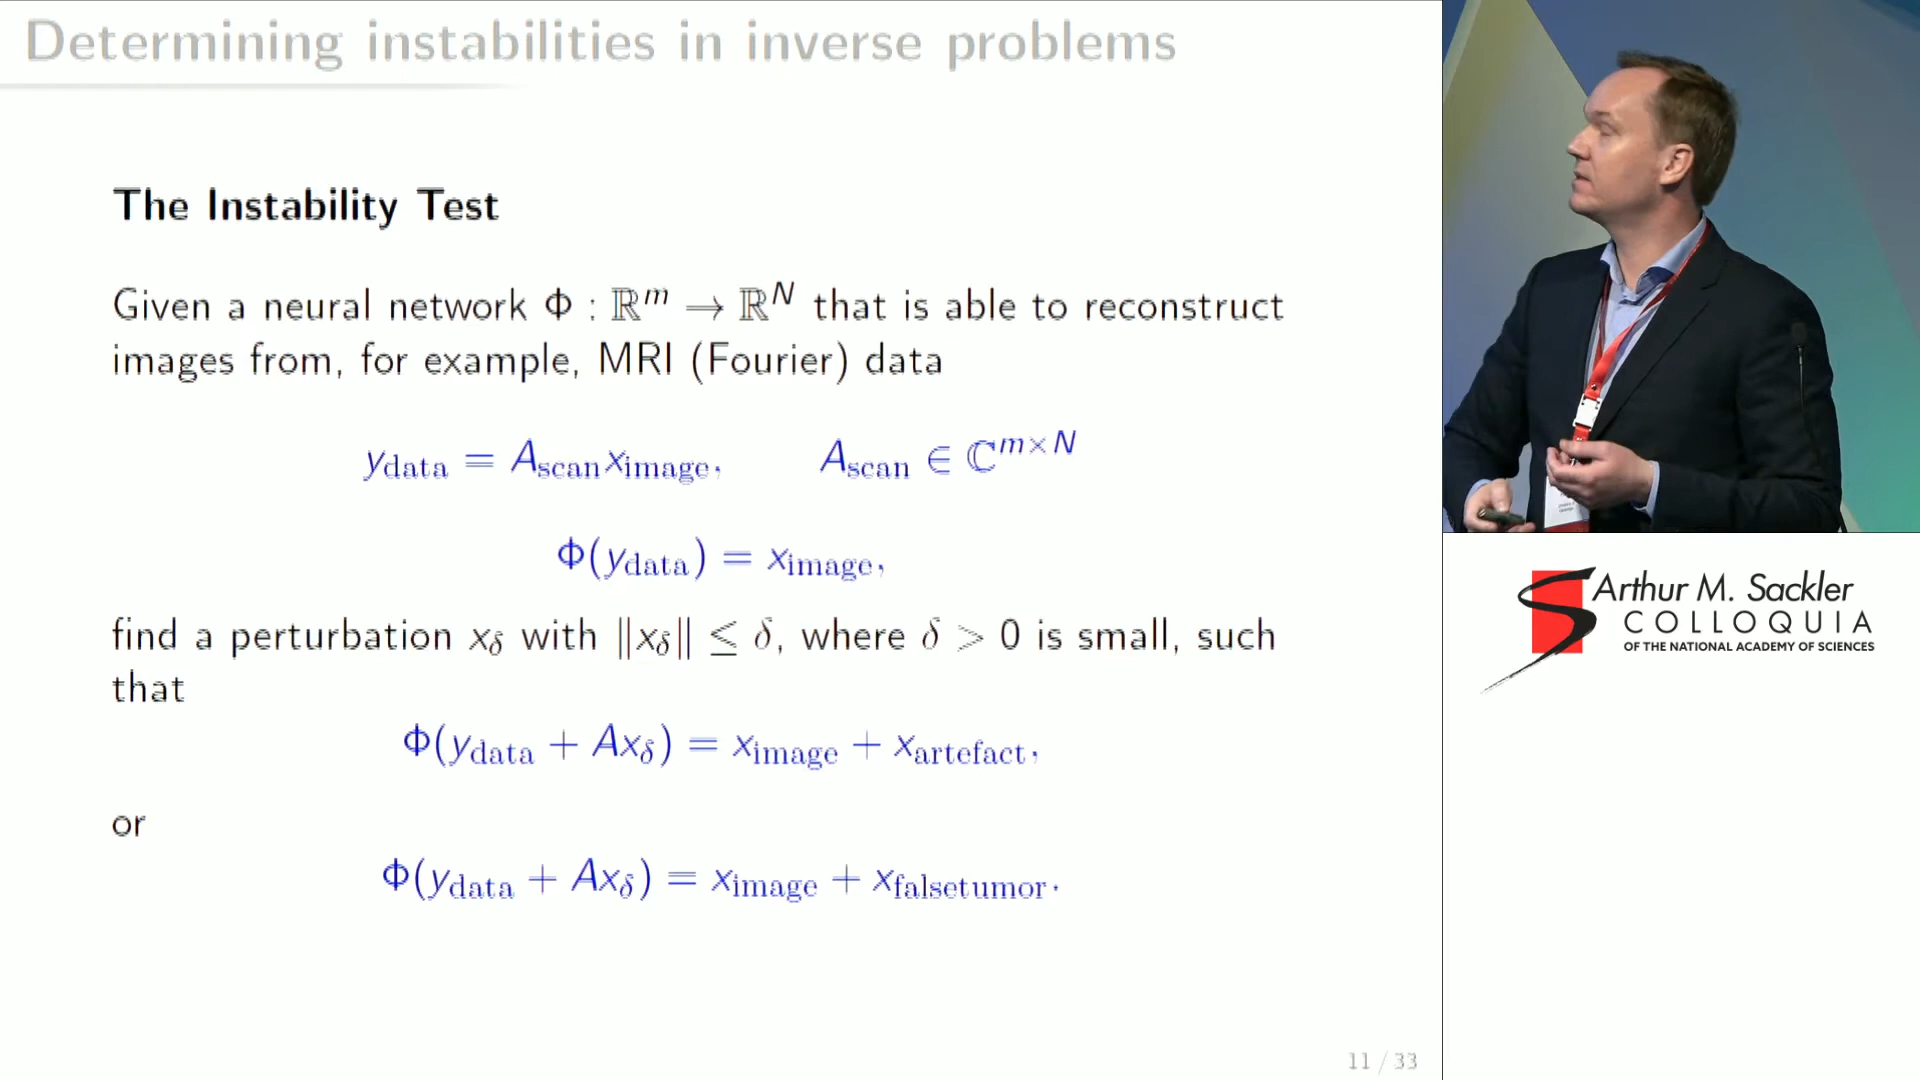 Determining instabilities in inverse problems
The Instability Test
Given a neural network Φ : ℝᵐ → ℝᴺ that is able to reconstruct
images from, for example, MRI (Fourier) data
y_data = A_scan x_image,    A_scan ∈ ℂ^{m×N}
Φ(y_data) = x_image,
find a perturbation x_δ with ‖x_δ‖ ≤ δ, where δ > 0 is small, such
that
Φ(y_data + Ax_δ) = x_image + x_artefact,
or
Φ(y_data + Ax_δ) = x_image + x_falsetumor.
11 / 33
Arthur M. Sackler
COLLOQUIA
OF THE NATIONAL ACADEMY OF SCIENCES